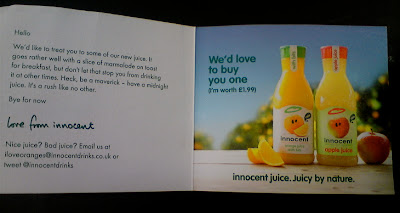 Hello
We'd like to treat you to some of our new juice. It
goes rather well with a slice of marmalade on toast
for breakfast, but don't let that stop you from drinking
it at other times. Heck, be a maverick – have a midnight
juice. It's a rush like no other.
Bye for now
Love from innocent
Nice juice? Bad juice? Email us at
iloveoranges@innocentdrinks.co.uk or
tweet @innocentdrinks
We'd love
to buy
you one
(I'm worth £1.99)
innocent
innocent
apple juice
innocent juice. Juicy by nature.